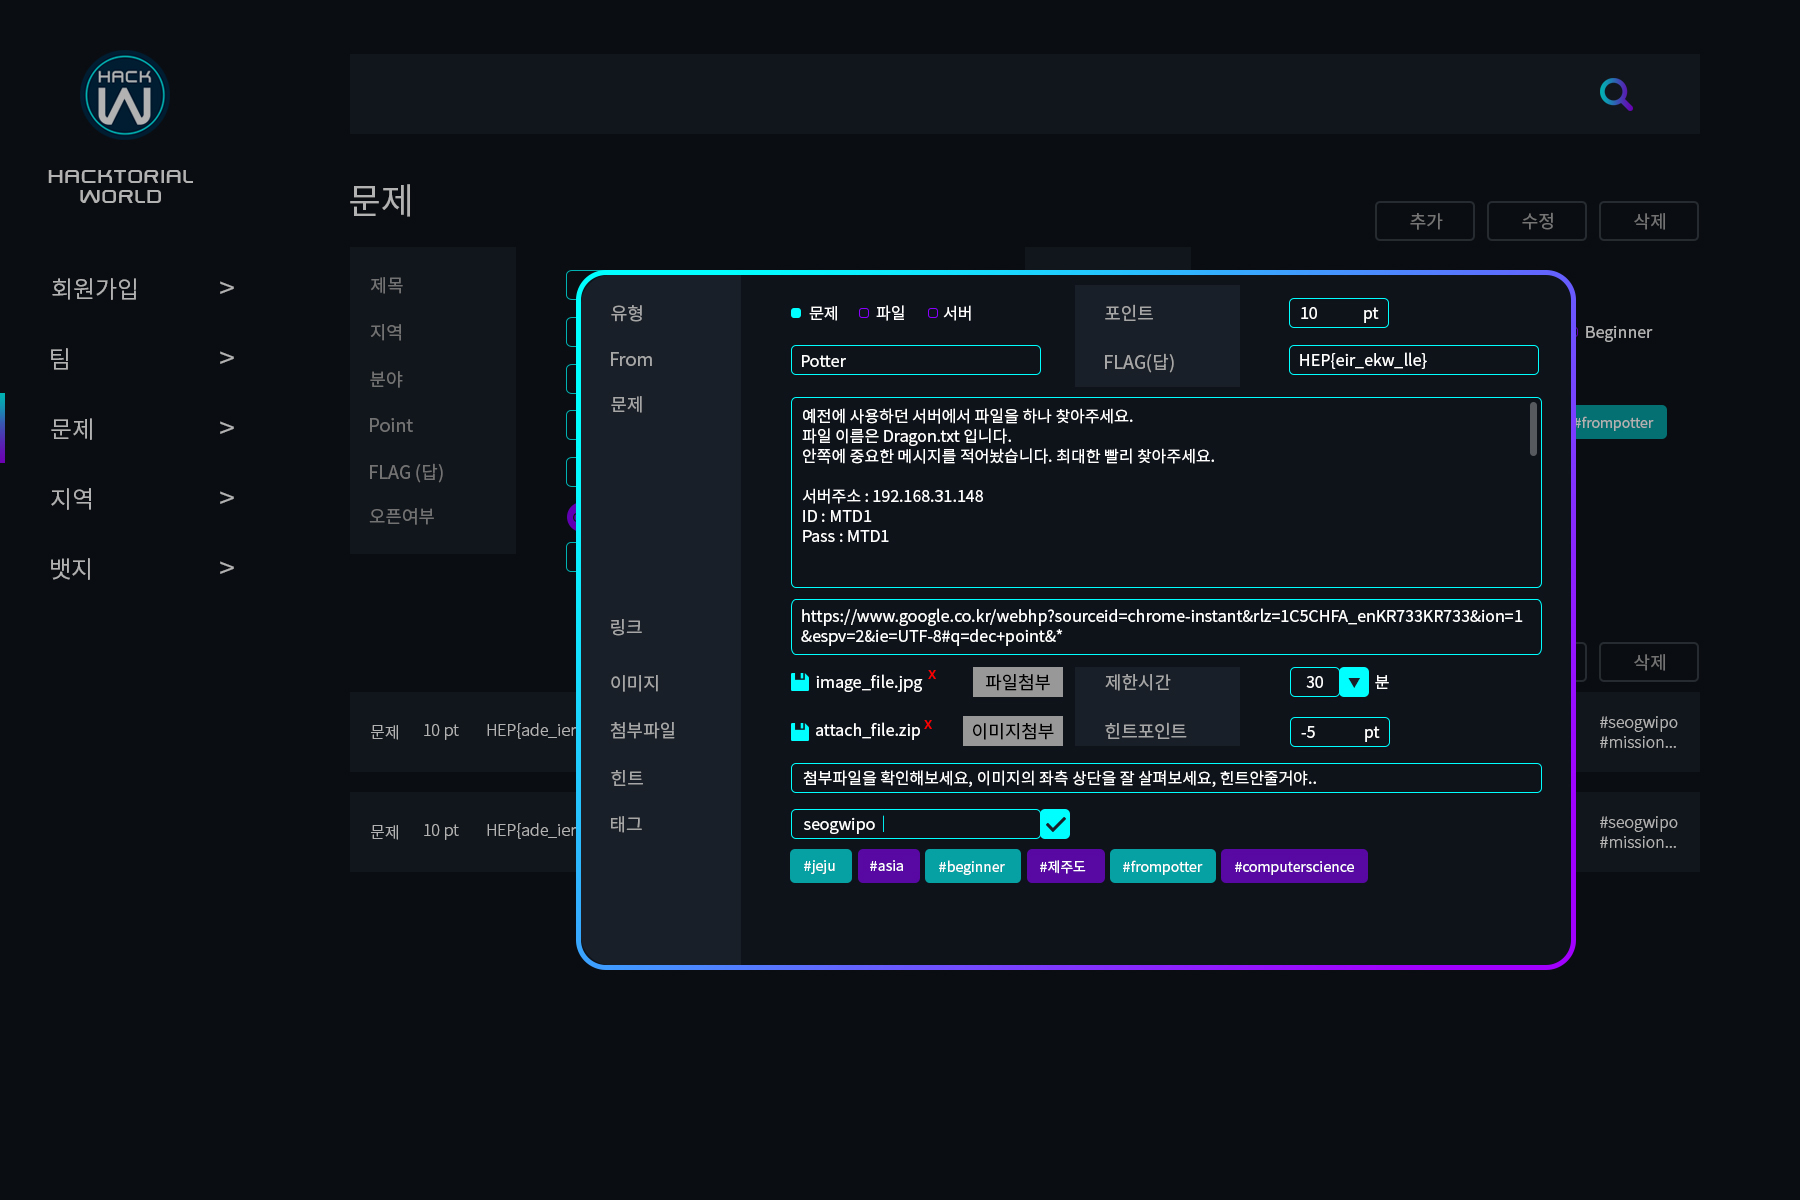 HACK
W
HACKTORIAL
WORLD
회원가입 >
팀 >
문제 >
지역 >
뱃지 >
문제
추가 수정 삭제
제목
지역
분야
Point
FLAG (답)
오픈여부
Beginner
#frompotter
삭제
문제 10 pt HEP{ade_ier
#seogwipo
#mission...
문제 10 pt HEP{ade_ier
#seogwipo
#mission...
유형 문제 파일 서버 포인트 10 pt
From Potter FLAG(답) HEP{eir_ekw_lle}
문제
예전에 사용하던 서버에서 파일을 하나 찾아주세요.
파일 이름은 Dragon.txt 입니다.
안쪽에 중요한 메시지를 적어놨습니다. 최대한 빨리 찾아주세요.
서버주소 : 192.168.31.148
ID : MTD1
Pass : MTD1
링크
https://www.google.co.kr/webhp?sourceid=chrome-instant&rlz=1C5CHFA_enKR733KR733&ion=1
&espv=2&ie=UTF-8#q=dec+point&*
이미지 image_file.jpg X 파일첨부 제한시간 30 ▼ 분
첨부파일 attach_file.zip X 이미지첨부 힌트포인트 -5 pt
힌트 첨부파일을 확인해보세요, 이미지의 좌측 상단을 잘 살펴보세요, 힌트안줄거야..
태그 seogwipo
#jeju #asia #beginner #제주도 #frompotter #computerscience